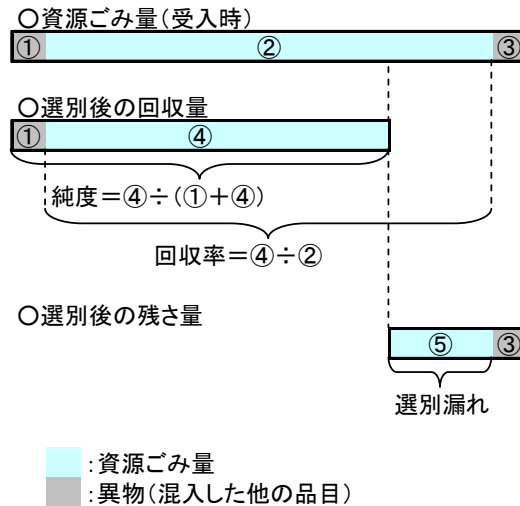 ○資源ごみ量(受入時)
① ② ③
○選別後の回収量
① ④
純度=④÷(①+④)
回収率=④÷②
○選別後の残さ量
⑤ ③
選別漏れ
:資源ごみ量
:異物(混入した他の品目)